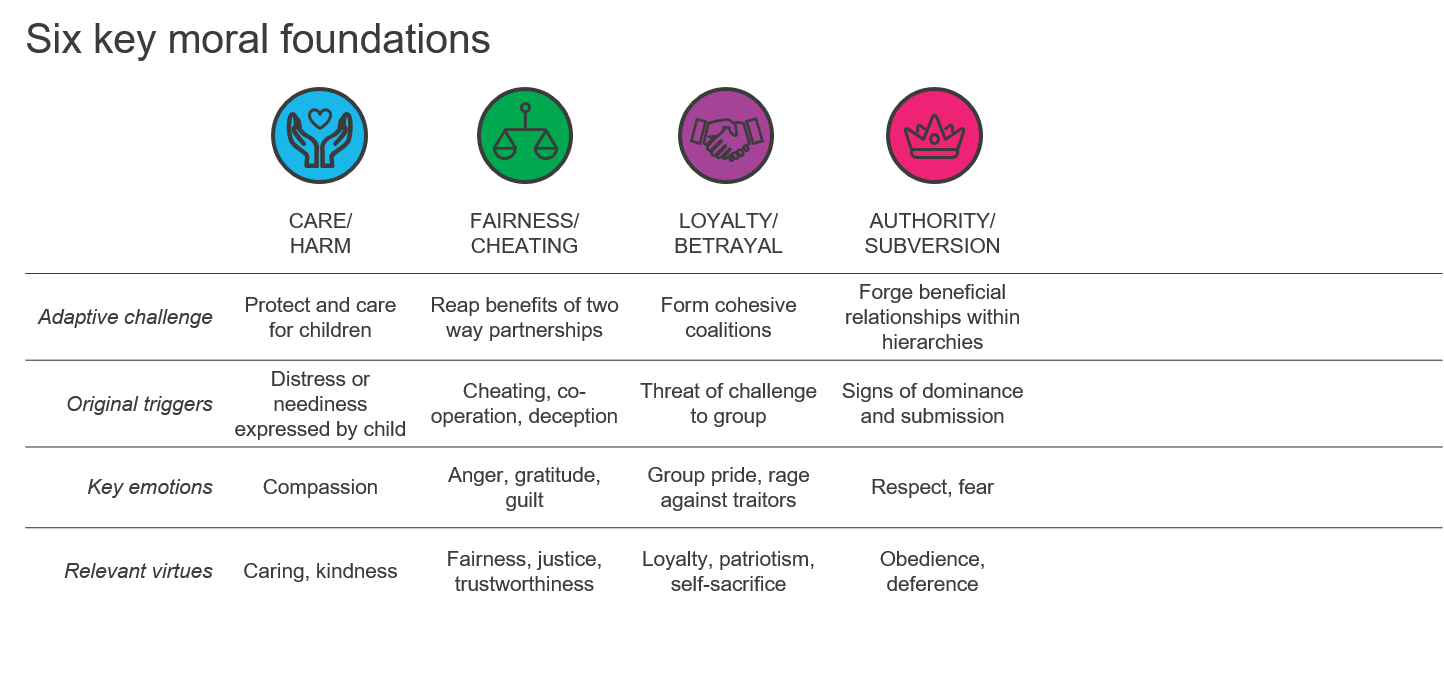 Six key moral foundations
CARE/
HARM
FAIRNESS/
CHEATING
LOYALTY/
BETRAYAL
AUTHORITY/
SUBVERSION
Adaptive challenge
Protect and care
for children
Reap benefits of two
way partnerships
Form cohesive
coalitions
Forge beneficial
relationships within
hierarchies
Original triggers
Distress or
neediness
expressed by child
Cheating, co-
operation, deception
Threat of challenge
to group
Signs of dominance
and submission
Key emotions
Compassion
Anger, gratitude,
guilt
Group pride, rage
against traitors
Respect, fear
Relevant virtues
Caring, kindness
Fairness, justice,
trustworthiness
Loyalty, patriotism,
self-sacrifice
Obedience,
deference